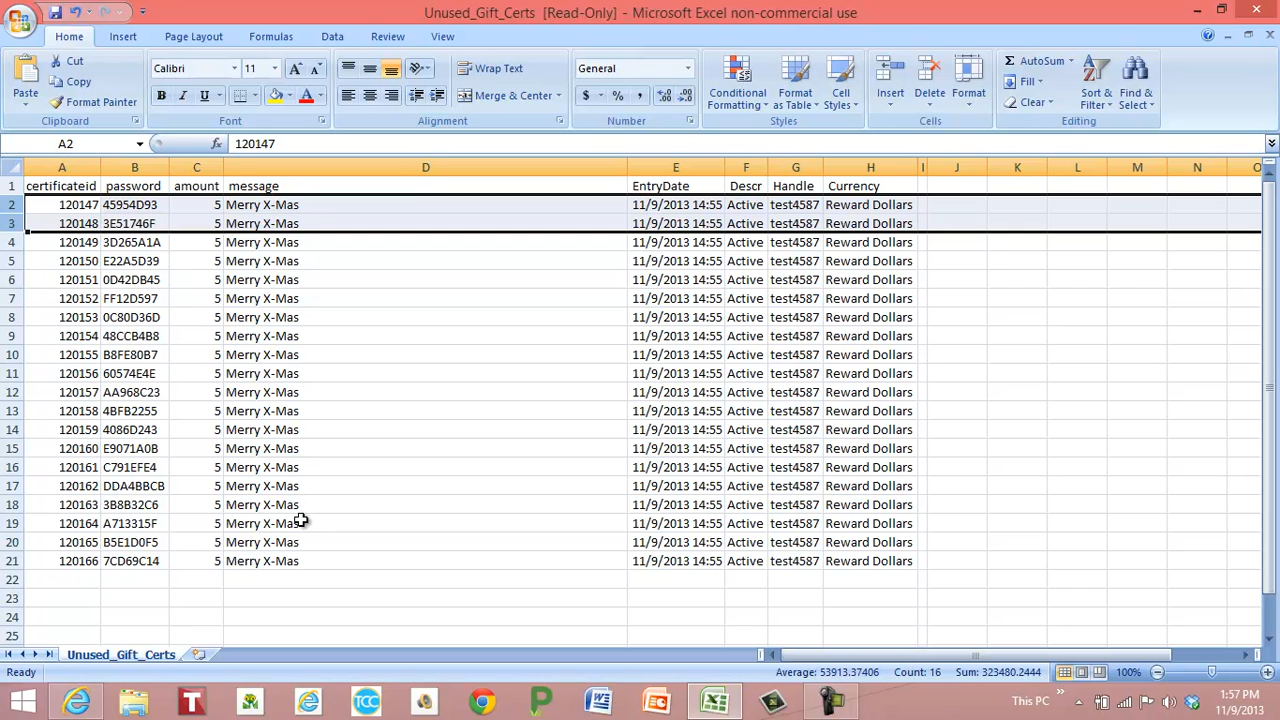 Unused_Gift_Certs [Read-Only] - Microsoft Excel non-commercial use
Home Insert Page Layout Formulas Data Review View
Paste Cut Copy Format Painter Clipboard
Calibri 11 B I U Font
Wrap Text Merge & Center Alignment
General $ % , Number
Conditional Formatting Format as Table Cell Styles Styles
Insert Delete Format Cells
Σ AutoSum Fill Clear Sort & Filter Find & Select Editing
A2 fx 120147
A B C D E F G H I J K L M N O
1 certificateid password amount message EntryDate Descr Handle Currency
2 120147 45954D93 5 Merry X-Mas 11/9/2013 14:55 Active test4587 Reward Dollars
3 120148 3E51746F 5 Merry X-Mas 11/9/2013 14:55 Active test4587 Reward Dollars
4 120149 3D265A1A 5 Merry X-Mas 11/9/2013 14:55 Active test4587 Reward Dollars
5 120150 E22A5D39 5 Merry X-Mas 11/9/2013 14:55 Active test4587 Reward Dollars
6 120151 0D42DB45 5 Merry X-Mas 11/9/2013 14:55 Active test4587 Reward Dollars
7 120152 FF12D597 5 Merry X-Mas 11/9/2013 14:55 Active test4587 Reward Dollars
8 120153 0C80D36D 5 Merry X-Mas 11/9/2013 14:55 Active test4587 Reward Dollars
9 120154 48CCB4B8 5 Merry X-Mas 11/9/2013 14:55 Active test4587 Reward Dollars
10 120155 B8FE80B7 5 Merry X-Mas 11/9/2013 14:55 Active test4587 Reward Dollars
11 120156 60574E4E 5 Merry X-Mas 11/9/2013 14:55 Active test4587 Reward Dollars
12 120157 AA968C23 5 Merry X-Mas 11/9/2013 14:55 Active test4587 Reward Dollars
13 120158 4BFB2255 5 Merry X-Mas 11/9/2013 14:55 Active test4587 Reward Dollars
14 120159 4086D243 5 Merry X-Mas 11/9/2013 14:55 Active test4587 Reward Dollars
15 120160 E9071A0B 5 Merry X-Mas 11/9/2013 14:55 Active test4587 Reward Dollars
16 120161 C791EFE4 5 Merry X-Mas 11/9/2013 14:55 Active test4587 Reward Dollars
17 120162 DDA4BBCB 5 Merry X-Mas 11/9/2013 14:55 Active test4587 Reward Dollars
18 120163 3B8B32C6 5 Merry X-Mas 11/9/2013 14:55 Active test4587 Reward Dollars
19 120164 A713315F 5 Merry X-Mas 11/9/2013 14:55 Active test4587 Reward Dollars
20 120165 B5E1D0F5 5 Merry X-Mas 11/9/2013 14:55 Active test4587 Reward Dollars
21 120166 7CD69C14 5 Merry X-Mas 11/9/2013 14:55 Active test4587 Reward Dollars
22
23
24
25
Unused_Gift_Certs
Ready Average: 53913.37406 Count: 16 Sum: 323480.2444 100%
TCC This PC 1:57 PM
11/9/2013